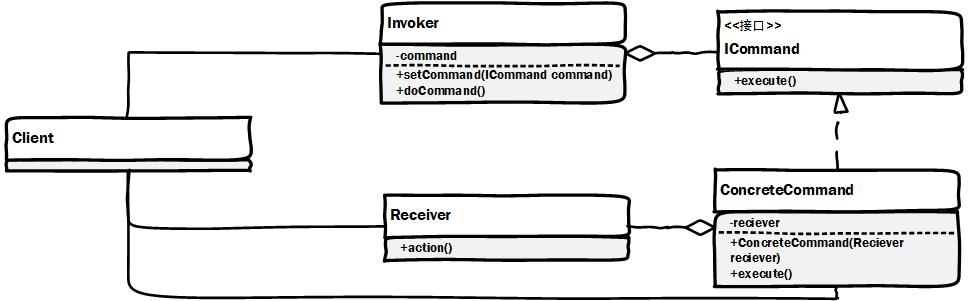 Invoker
-command
+setCommand(ICommand command)
+doCommand()
<<接口>>
ICommand
+execute()
Client
Receiver
+action()
ConcreteCommand
-reciever
+ConcreteCommand(Reciever
reciever)
+execute()